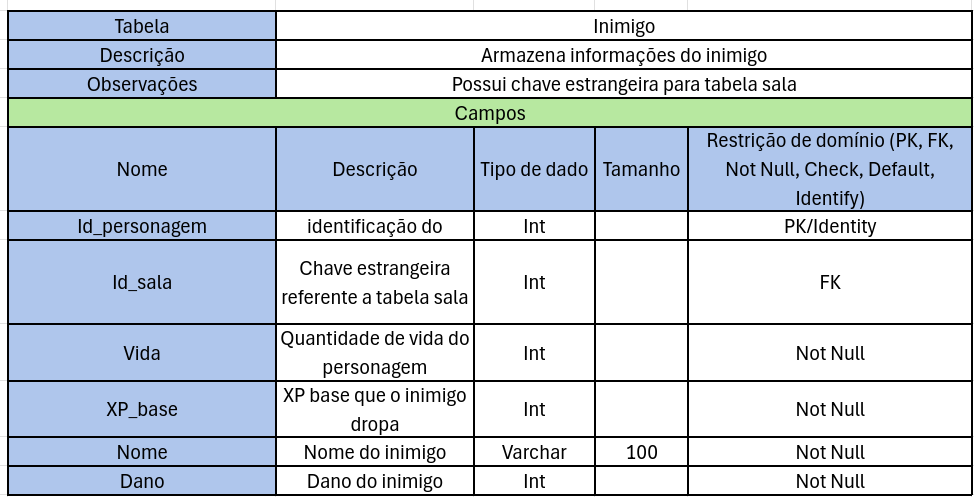 Tabela Inimigo
Descrição Armazena informações do inimigo
Observações Possui chave estrangeira para tabela sala
Campos
Nome Descrição Tipo de dado Tamanho Restrição de domínio (PK, FK,
Not Null, Check, Default,
Identify)
Id_personagem identificação do Int PK/Identity
Id_sala Chave estrangeira
referente a tabela sala Int FK
Vida Quantidade de vida do
personagem Int Not Null
XP_base XP base que o inimigo
dropa Int Not Null
Nome Nome do inimigo Varchar 100 Not Null
Dano Dano do inimigo Int Not Null